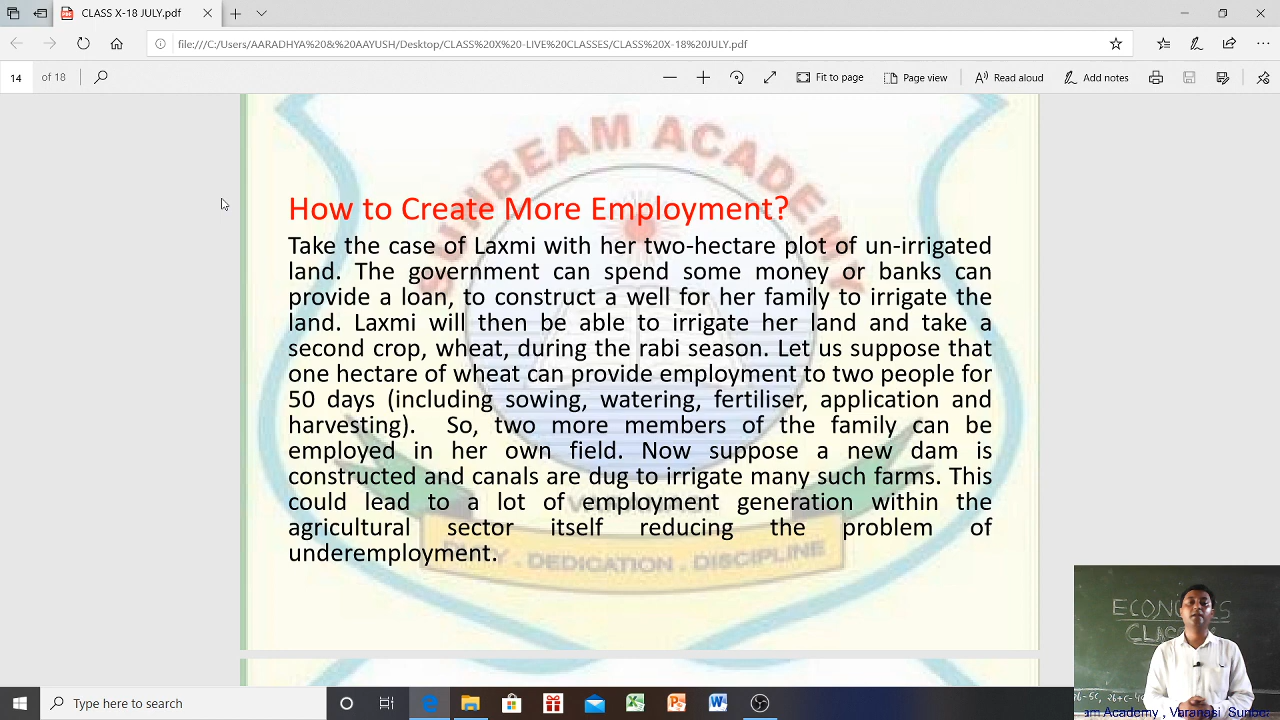 CLASS X-18 JULY.pdf
file:///C:/Users/AARADHYA%20&%20AAYUSH/Desktop/CLASS%20X%20-LIVE%20CLASSES/CLASS%20X-18%20JULY.pdf
14 of 18 Fit to page Page view Read aloud Add notes
SUNBEAM ACADEMY
How to Create More Employment?
Take the case of Laxmi with her two-hectare plot of un-irrigated
land. The government can spend some money or banks can
provide a loan, to construct a well for her family to irrigate the
land. Laxmi will then be able to irrigate her land and take a
second crop, wheat, during the rabi season. Let us suppose that
one hectare of wheat can provide employment to two people for
50 days (including sowing, watering, fertiliser, application and
harvesting). So, two more members of the family can be
employed in her own field. Now suppose a new dam is
constructed and canals are dug to irrigate many such farms. This
could lead to a lot of employment generation within the
agricultural sector itself reducing the problem of
underemployment.
. DEDICATION . DISCIPLINE
ECONOMICS
Type here to search
am Academy , Varanasi Sunbe